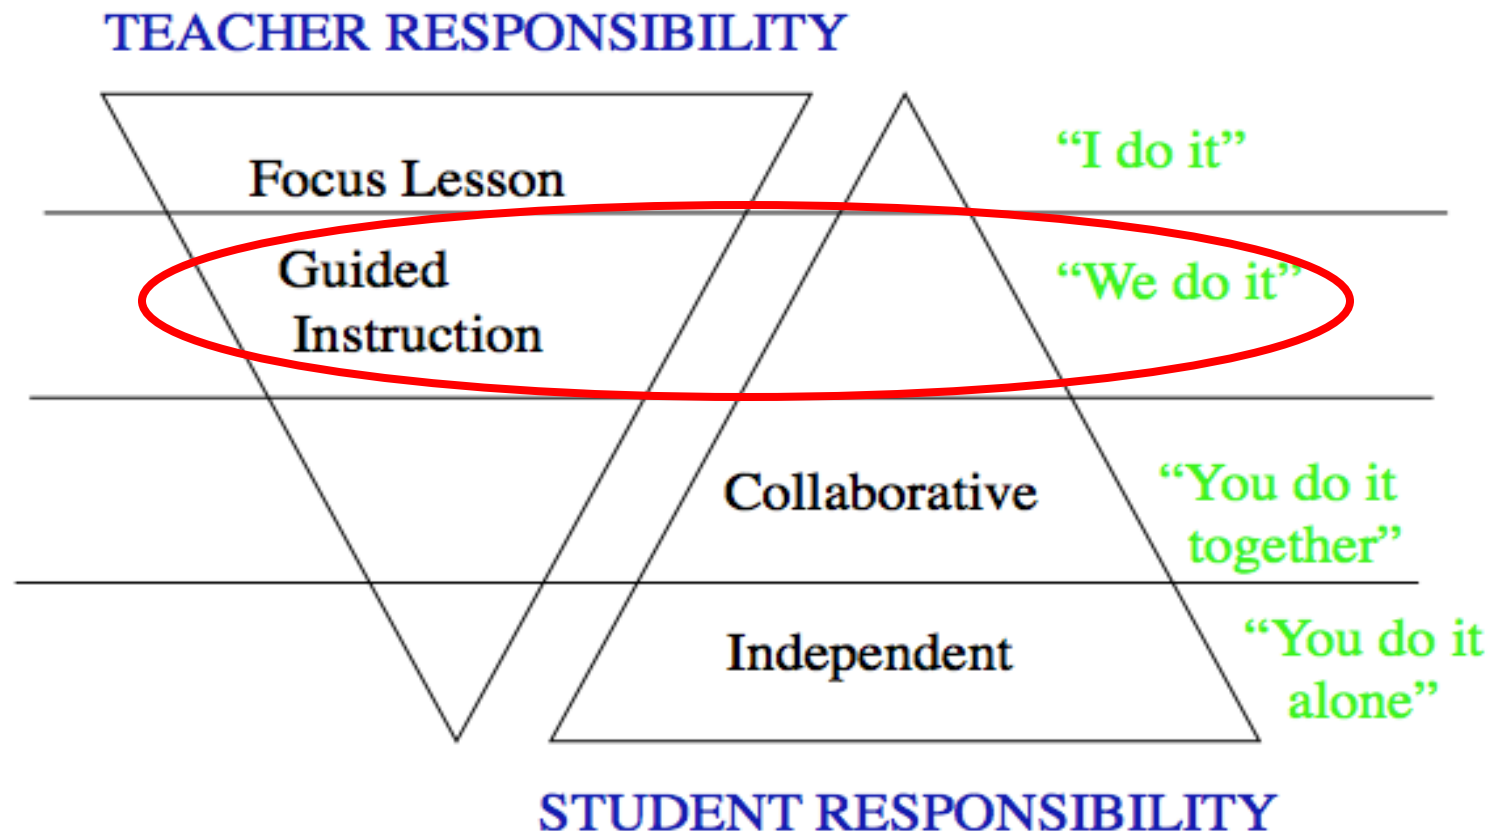 TEACHER RESPONSIBILITY
Focus Lesson
“I do it”
Guided
Instruction
“We do it”
Collaborative
“You do it
together”
Independent
“You do it
alone”
STUDENT RESPONSIBILITY